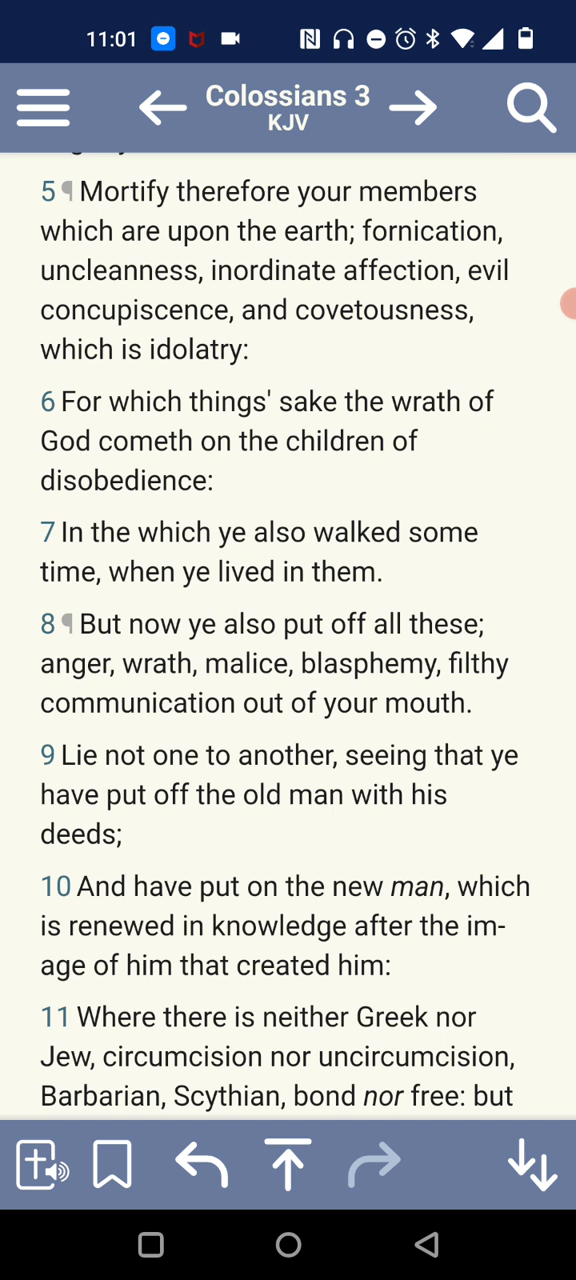 11:01
Colossians 3
KJV
5 ¶ Mortify therefore your members
which are upon the earth; fornication,
uncleanness, inordinate affection, evil
concupiscence, and covetousness,
which is idolatry:
6 For which things' sake the wrath of
God cometh on the children of
disobedience:
7 In the which ye also walked some
time, when ye lived in them.
8 ¶ But now ye also put off all these;
anger, wrath, malice, blasphemy, filthy
communication out of your mouth.
9 Lie not one to another, seeing that ye
have put off the old man with his
deeds;
10 And have put on the new man, which
is renewed in knowledge after the im-
age of him that created him:
11 Where there is neither Greek nor
Jew, circumcision nor uncircumcision,
Barbarian, Scythian, bond nor free: but